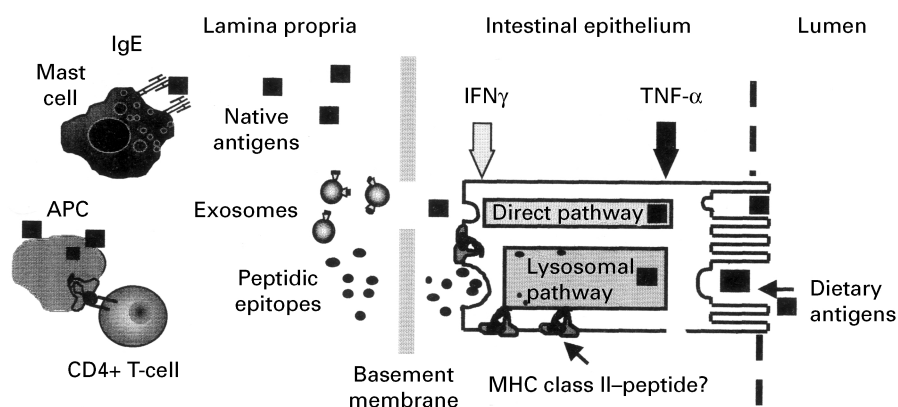 Lamina propria
Intestinal epithelium
Lumen
IgE
Mast
cell
Native
antigens
IFNγ
TNF-α
APC
Exosomes
Direct pathway
Peptidic
epitopes
Lysosomal
pathway
Dietary
antigens
CD4+ T-cell
Basement
membrane
MHC class II–peptide?